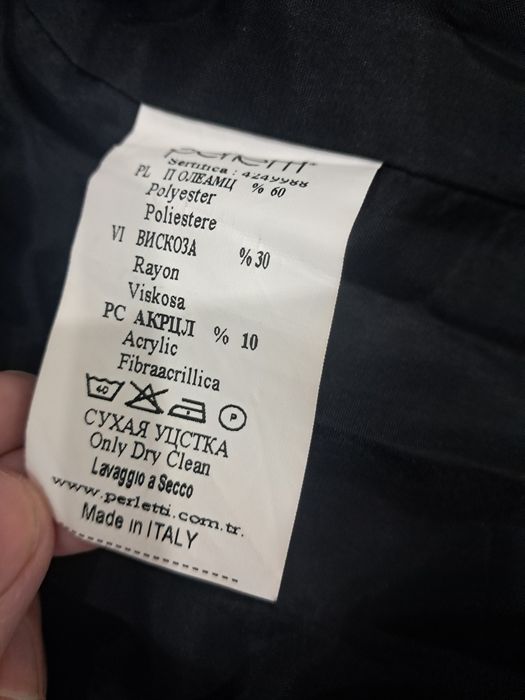 perletti
Sertifica : 4249988
PL ПОЛЕАМЦ % 60
Polyester
Poliestere
VI ВИСКОЗА %30
Rayon
Viskosa
PC АКРЦЛ % 10
Acrylic
Fibraacrillica
40 P
СУХАЯ УЦСТКА
Only Dry Clean
Lavaggio a Secco
www.perletti.com.tr.
Made in ITALY